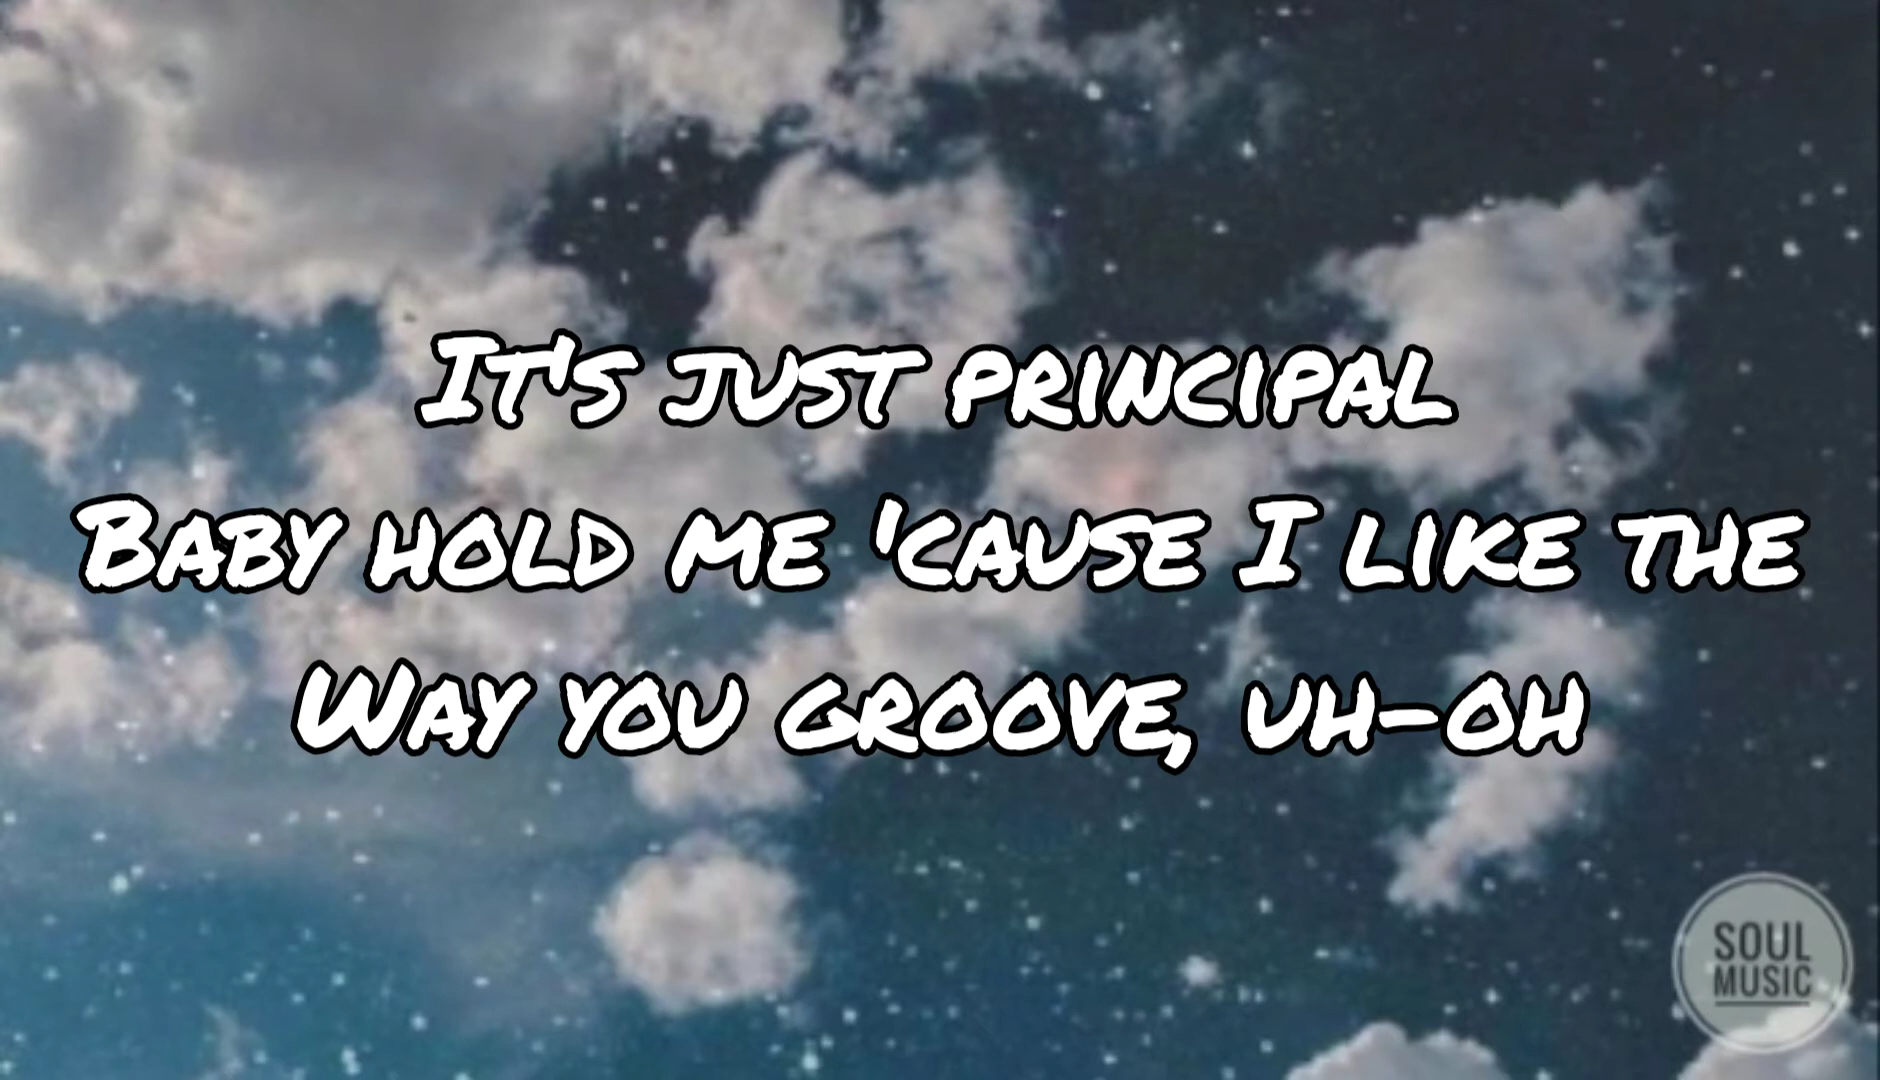 It's just principal
Baby hold me 'cause I like the
Way you groove, uh-oh
SOUL
MUSIC